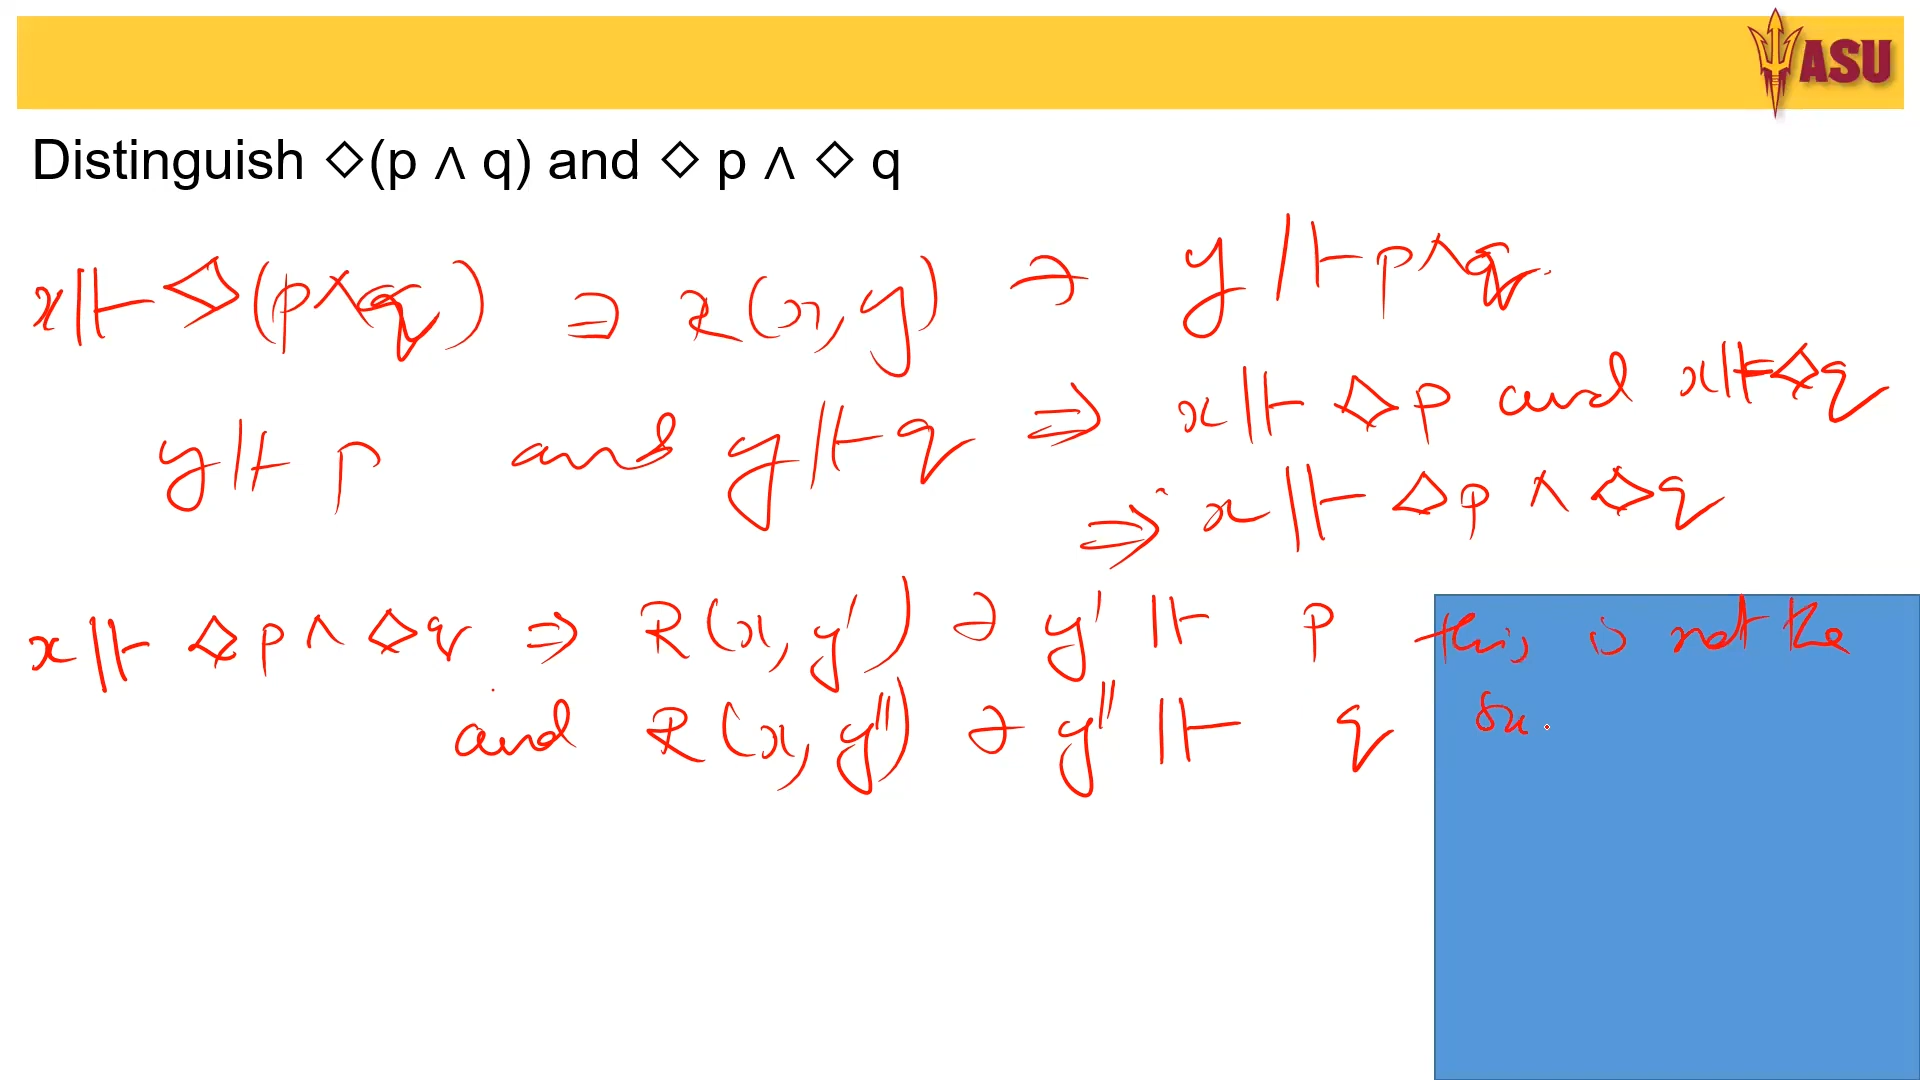 ASU
Distinguish ◇(p ∧ q) and ◇ p ∧ ◇ q
x ⊩ ◇(p∧q) ⇒ R(x,y) ∋ y ⊩ p∧q.
y ⊩ p and y ⊩ q ⇒ x ⊩ ◇p and x ⊩ ◇q
⇒ x ⊩ ◇p ∧ ◇q
x ⊩ ◇p ∧ ◇q ⇒ R(x,y') ∋ y' ⊩ p this is not the
and R(x,y'') ∋ y'' ⊩ q